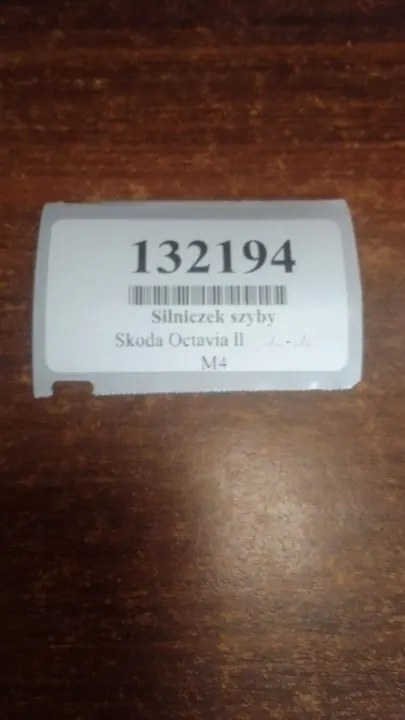 132194
Silniczek szyby
Skoda Octavia II
M4